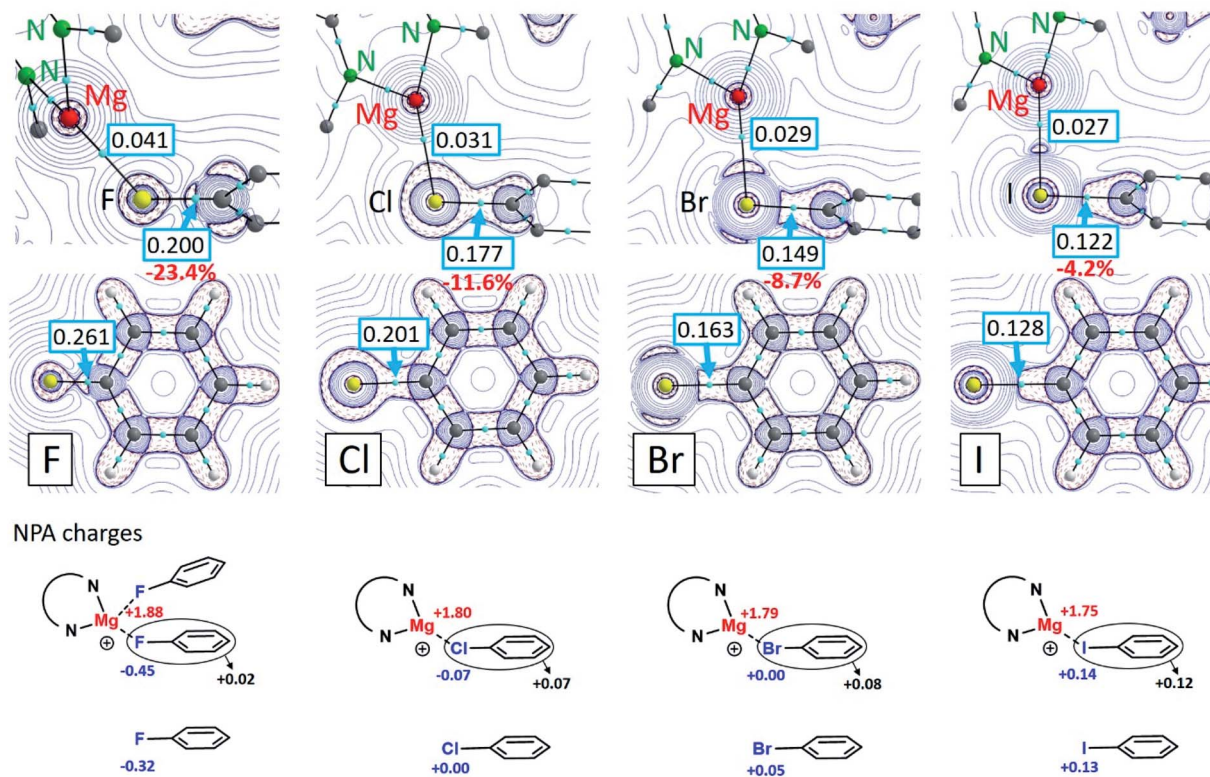 N N N N N N N N
Mg Mg Mg Mg
0.041 0.031 0.029 0.027
F Cl Br I
0.200 0.177 0.149 0.122
-23.4% -11.6% -8.7% -4.2%
0.261 0.201 0.163 0.128
F Cl Br I
NPA charges
F
N N N N
Mg +1.88 Mg +1.80 Mg +1.79 Mg +1.75
N F N Cl N Br N I
⊕ ⊕ ⊕ ⊕
-0.45 +0.02 -0.07 +0.07 +0.00 +0.08 +0.14 +0.12
F Cl Br I
-0.32 +0.00 +0.05 +0.13